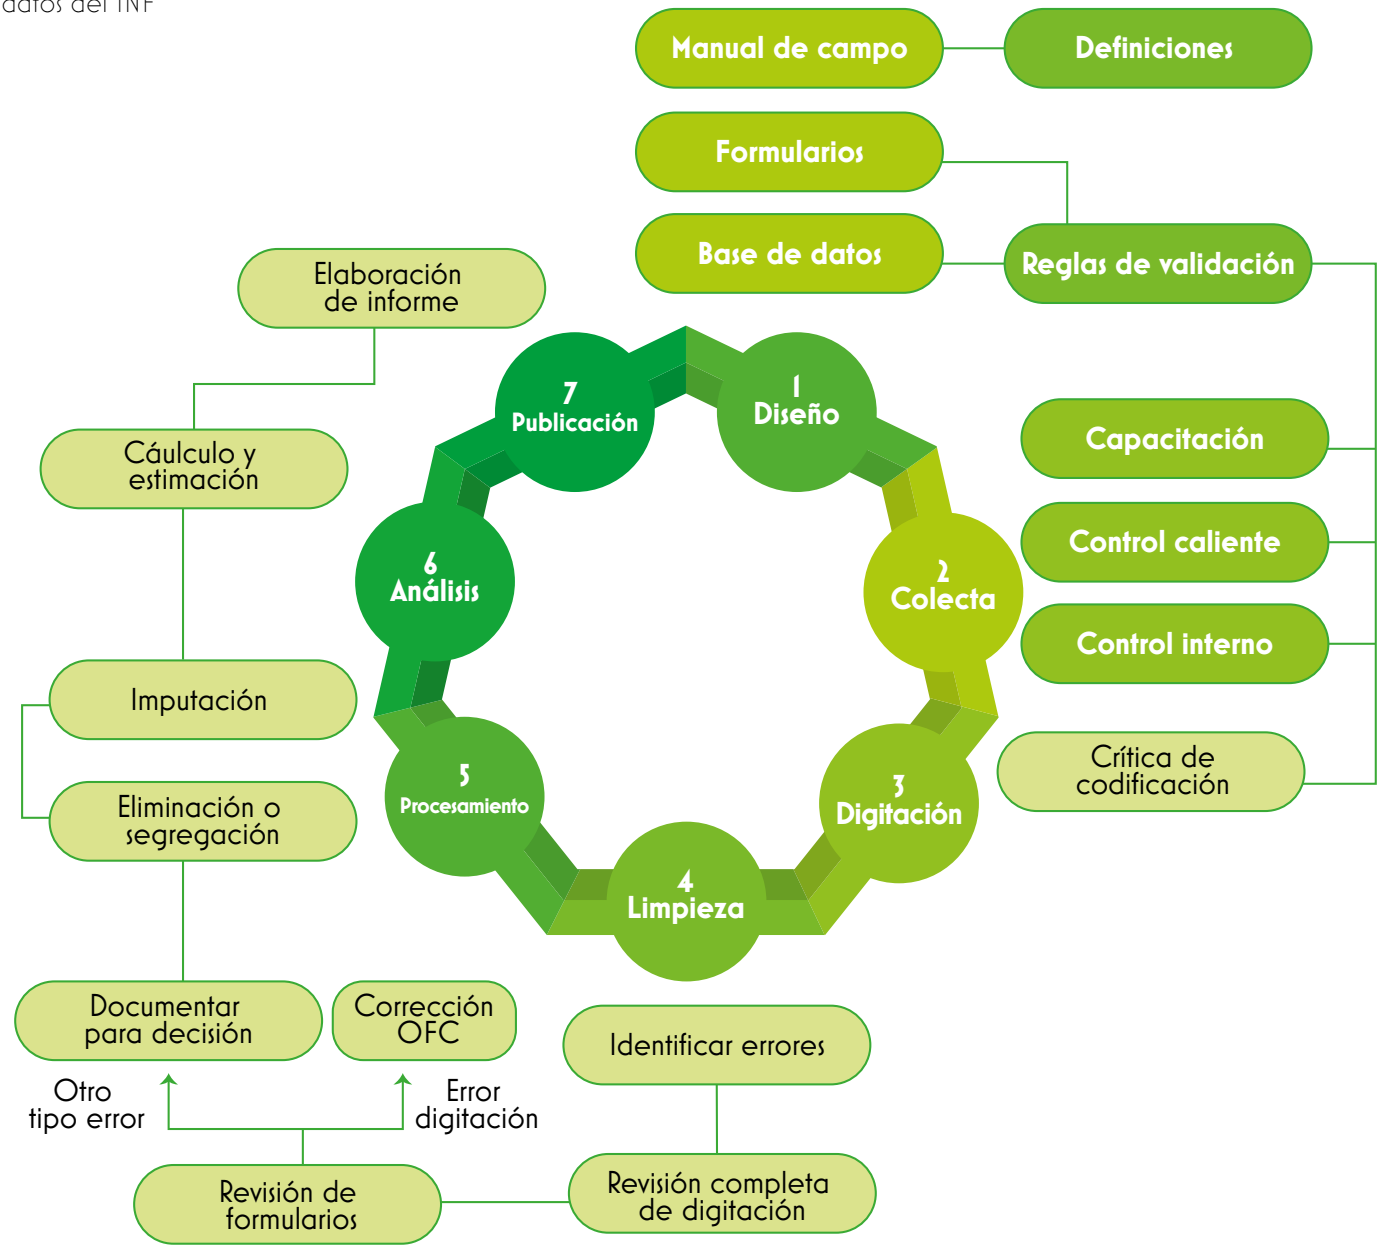 datos del INF
Manual de campo
Definiciones
Formularios
Base de datos
Reglas de validación
Elaboración
de informe
7
Publicación
1
Diseño
Cáulculo y
estimación
Capacitación
6
Análisis
2
Colecta
Control caliente
Control interno
Imputación
Crítica de
codificación
5
Procesamiento
3
Digitación
Eliminación o
segregación
4
Limpieza
Documentar
para decisión
Corrección
OFC
Identificar errores
Otro
tipo error
Error
digitación
Revisión de
formularios
Revisión completa
de digitación